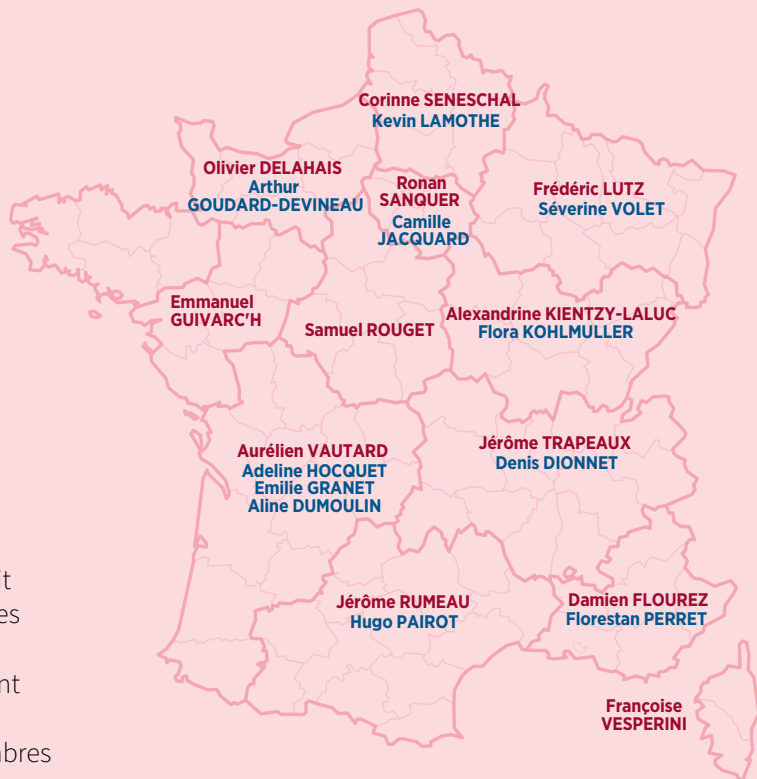 Corinne SENESCHAL
Kevin LAMOTHE
Olivier DELAHAIS
Arthur
GOUDARD-DEVINEAU
Ronan
SANQUER
Camille
JACQUARD
Frédéric LUTZ
Séverine VOLET
Emmanuel
GUIVARC'H
Samuel ROUGET
Alexandrine KIENTZY-LALUC
Flora KOHLMULLER
Aurélien VAUTARD
Adeline HOCQUET
Emilie GRANET
Aline DUMOULIN
Jérôme TRAPEAUX
Denis DIONNET
Jérôme RUMEAU
Hugo PAIROT
Damien FLOUREZ
Florestan PERRET
Françoise
VESPERINI